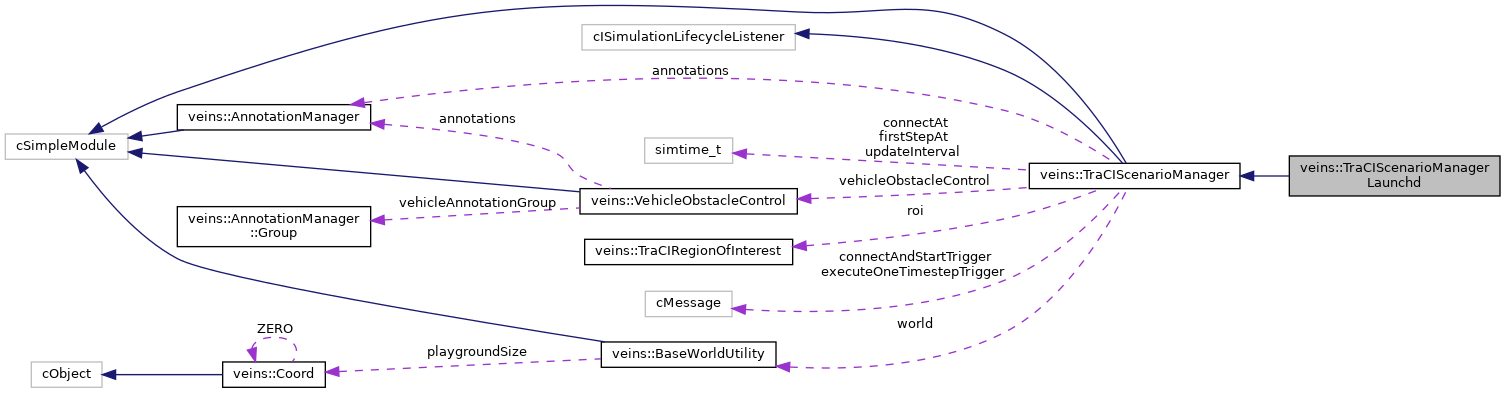 cISimulationLifecycleListener
annotations
veins::AnnotationManager
annotations
connectAt
firstStepAt
updateInterval
cSimpleModule
simtime_t
veins::TraCIScenarioManager
veins::TraCIScenarioManager
Launchd
vehicleObstacleControl
vehicleAnnotationGroup
veins::VehicleObstacleControl
veins::AnnotationManager
::Group
roi
veins::TraCIRegionOfInterest
connectAndStartTrigger
executeOneTimestepTrigger
cMessage
world
ZERO
playgroundSize
veins::BaseWorldUtility
cObject
veins::Coord